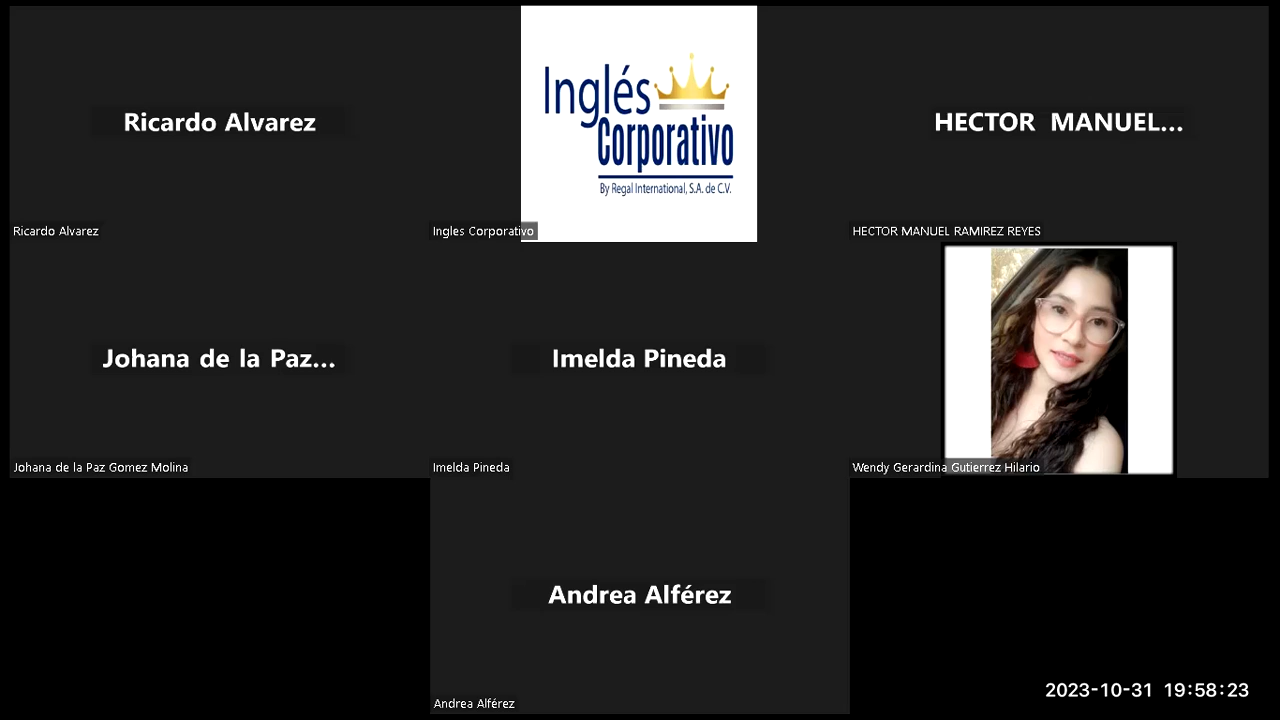 Ricardo Alvarez
Inglés
Corporativo
By Regal International, S.A. de C.V.
HECTOR MANUEL...
Ricardo Alvarez
Ingles Corporativo
HECTOR MANUEL RAMIREZ REYES
Johana de la Paz...
Imelda Pineda
Johana de la Paz Gomez Molina
Imelda Pineda
Wendy Gerardina Gutierrez Hilario
Andrea Alférez
Andrea Alférez
2023-10-31 19:58:23